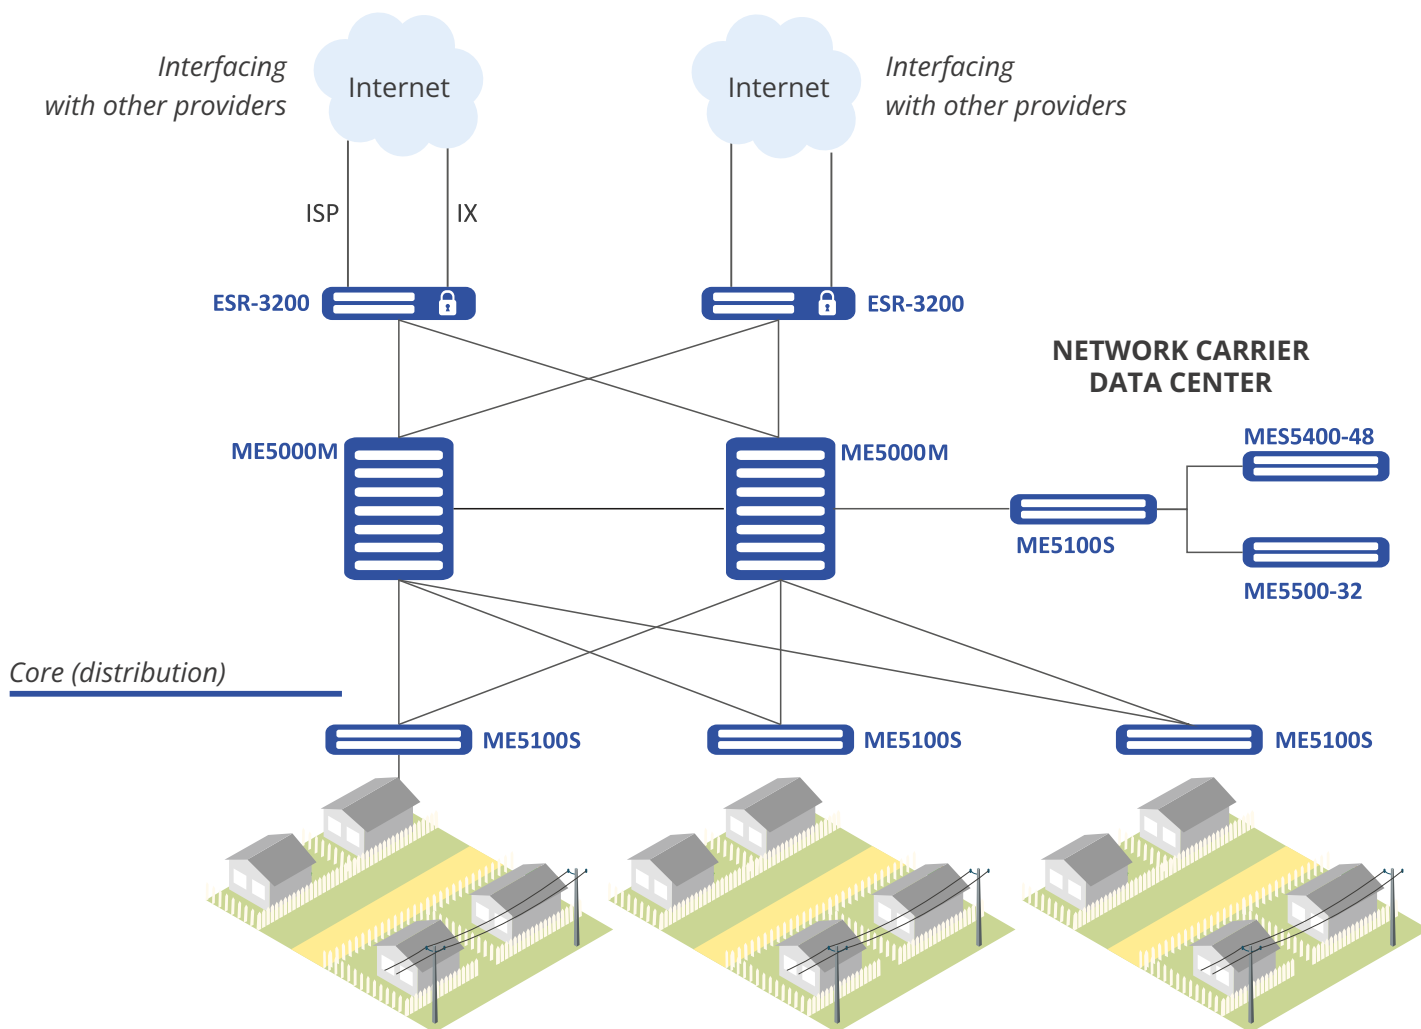 Interfacing
with other providers
Internet
Internet
Interfacing
with other providers
ISP
IX
ESR-3200
ESR-3200
NETWORK CARRIER
DATA CENTER
ME5000M
ME5000M
MES5400-48
ME5100S
ME5500-32
Core (distribution)
ME5100S
ME5100S
ME5100S